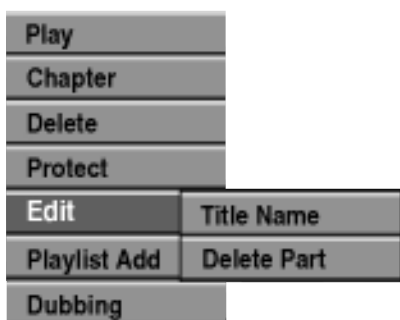 Play
Chapter
Delete
Protect
Edit
Title Name
Playlist Add
Delete Part
Dubbing